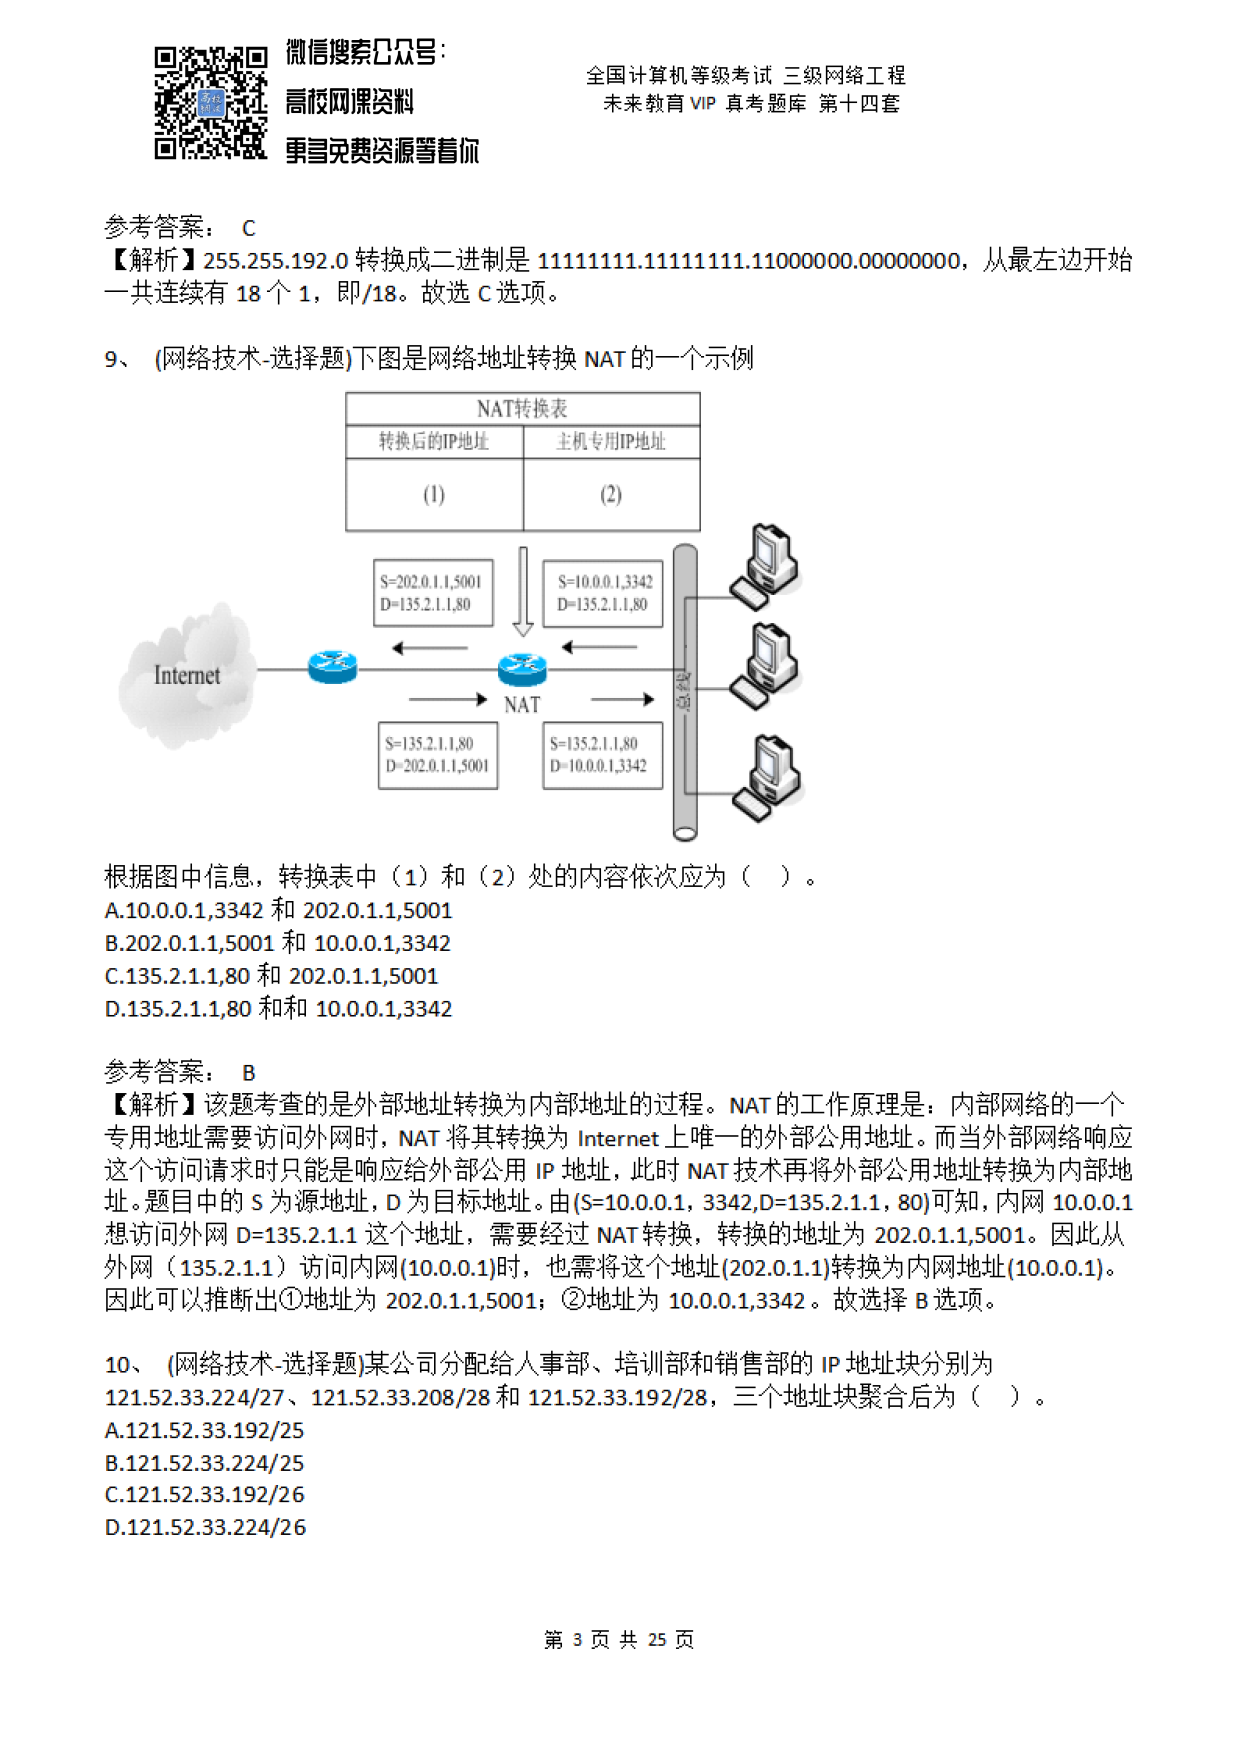 微信搜索公众号：
高校网课资料
更多免费资源等着你
全国计算机等级考试 三级网络工程
未来教育 VIP 真考题库 第十四套
参考答案： C
【解析】255.255.192.0 转换成二进制是 11111111.11111111.11000000.00000000，从最左边开始
一共连续有 18 个 1，即/18。故选 C 选项。
9、 (网络技术-选择题)下图是网络地址转换 NAT 的一个示例
NAT转换表
转换后的IP地址 主机专用IP地址
(1) (2)
S=202.0.1.1,5001
D=135.2.1.1,80
S=10.0.0.1,3342
D=135.2.1.1,80
Internet
NAT
总线
S=135.2.1.1,80
D=202.0.1.1,5001
S=135.2.1.1,80
D=10.0.0.1,3342
根据图中信息，转换表中（1）和（2）处的内容依次应为（ ）。
A.10.0.0.1,3342 和 202.0.1.1,5001
B.202.0.1.1,5001 和 10.0.0.1,3342
C.135.2.1.1,80 和 202.0.1.1,5001
D.135.2.1.1,80 和和 10.0.0.1,3342
参考答案： B
【解析】该题考查的是外部地址转换为内部地址的过程。NAT 的工作原理是：内部网络的一个
专用地址需要访问外网时，NAT 将其转换为 Internet 上唯一的外部公用地址。而当外部网络响应
这个访问请求时只能是响应给外部公用 IP 地址，此时 NAT 技术再将外部公用地址转换为内部地
址。题目中的 S 为源地址，D 为目标地址。由(S=10.0.0.1，3342,D=135.2.1.1，80)可知，内网 10.0.0.1
想访问外网 D=135.2.1.1 这个地址，需要经过 NAT 转换，转换的地址为 202.0.1.1,5001。因此从
外网（135.2.1.1）访问内网(10.0.0.1)时，也需将这个地址(202.0.1.1)转换为内网地址(10.0.0.1)。
因此可以推断出①地址为 202.0.1.1,5001；②地址为 10.0.0.1,3342 。故选择 B 选项。
10、 (网络技术-选择题)某公司分配给人事部、培训部和销售部的 IP 地址块分别为
121.52.33.224/27、121.52.33.208/28 和 121.52.33.192/28，三个地址块聚合后为（ ）。
A.121.52.33.192/25
B.121.52.33.224/25
C.121.52.33.192/26
D.121.52.33.224/26
第 3 页 共 25 页